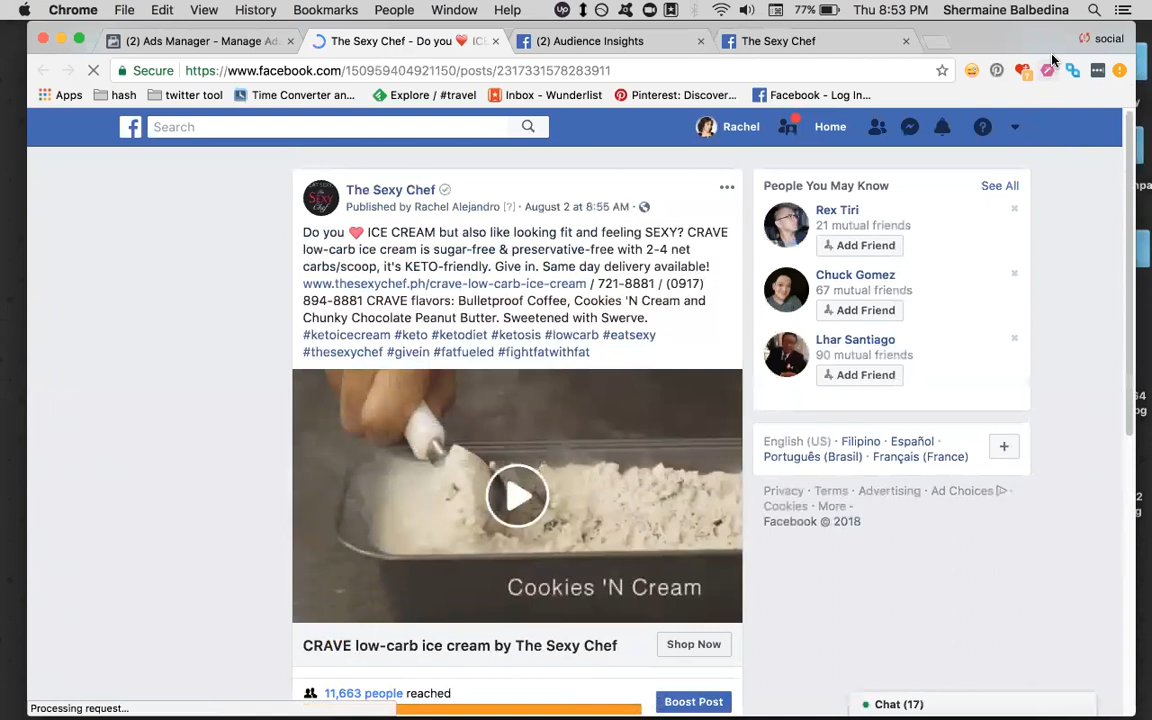 Chrome File Edit View History Bookmarks People Window Help 77% Thu 8:53 PM Shermaine Balbedina
(2) Ads Manager - Manage Ad The Sexy Chef - Do you ❤ IC (2) Audience Insights The Sexy Chef social
Secure https://www.facebook.com/150959404921150/posts/2317331578283911
Apps hash twitter tool Time Converter an... Explore / #travel Inbox - Wunderlist Pinterest: Discover... Facebook - Log In...
Search Rachel Home
The Sexy Chef
Published by Rachel Alejandro [?] · August 2 at 8:55 AM ·
Do you ❤ ICE CREAM but also like looking fit and feeling SEXY? CRAVE
low-carb ice cream is sugar-free & preservative-free with 2-4 net
carbs/scoop, it's KETO-friendly. Give in. Same day delivery available!
www.thesexychef.ph/crave-low-carb-ice-cream / 721-8881 / (0917)
894-8881 CRAVE flavors: Bulletproof Coffee, Cookies 'N Cream and
Chunky Chocolate Peanut Butter. Sweetened with Swerve.
#ketoicecream #keto #ketodiet #ketosis #lowcarb #eatsexy
#thesexychef #givein #fatfueled #fightfatwithfat
Cookies 'N Cream
CRAVE low-carb ice cream by The Sexy Chef Shop Now
11,663 people reached
Boost Post
People You May Know See All
Rex Tiri
21 mutual friends
Add Friend
Chuck Gomez
67 mutual friends
Add Friend
Lhar Santiago
90 mutual friends
Add Friend
English (US) · Filipino · Español ·
Português (Brasil) · Français (France)
Privacy · Terms · Advertising · Ad Choices ·
Cookies · More
Facebook © 2018
Processing request...
Chat (17)